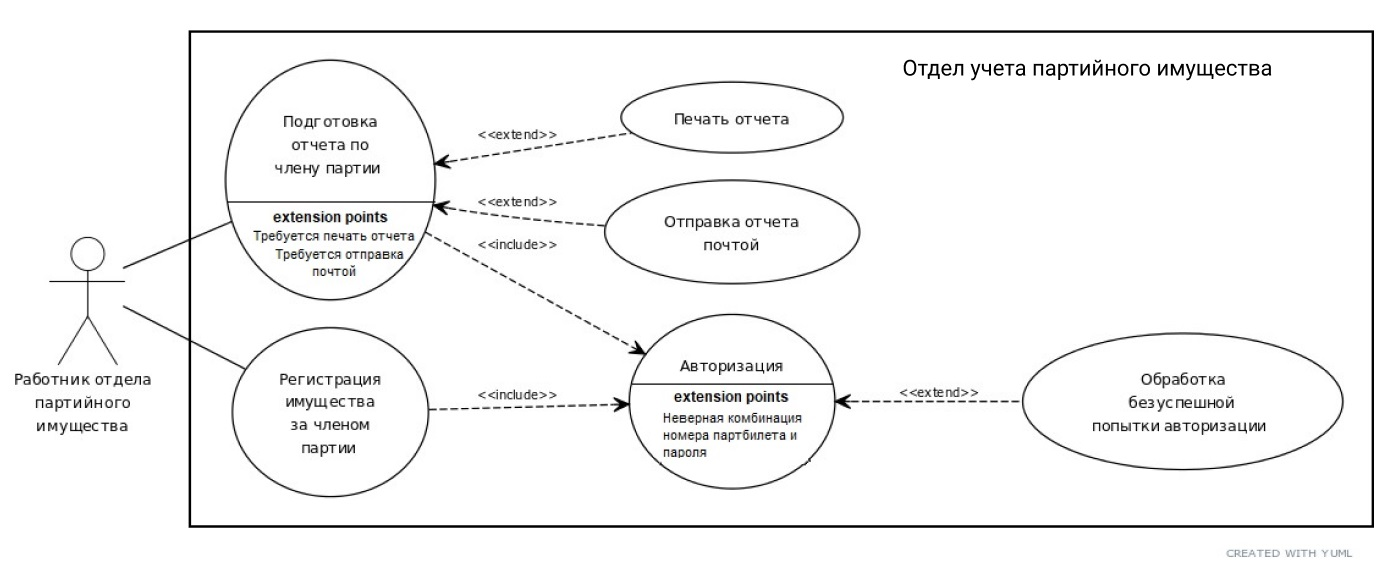 Отдел учета партийного имущества
Подготовка
отчета по
члену партии
extension points
Требуется печать отчета
Требуется отправка
почтой
<<extend>>
Печать отчета
<<extend>>
Отправка отчета
почтой
<<include>>
Работник отдела
партийного
имущества
Регистрация
имущества
за членом
партии
<<include>>
Авторизация
extension points
Неверная комбинация
номера партбилета и
пароля
<<extend>>
Обработка
безуспешной
попытки авторизации
CREATED WITH YUML